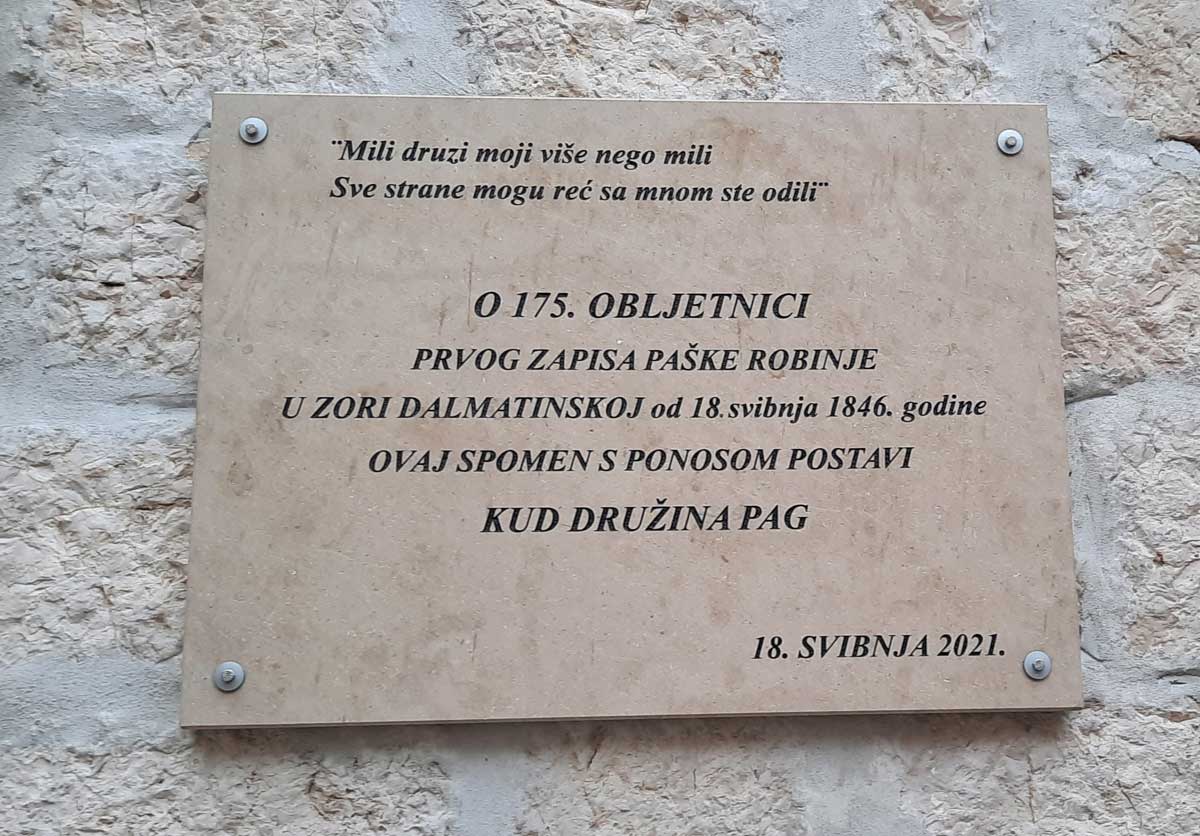 ¨Mili druzi moji više nego mili
Sve strane mogu reć sa mnom ste odili¨
O 175. OBLJETNICI
PRVOG ZAPISA PAŠKE ROBINJE
U ZORI DALMATINSKOJ od 18. svibnja 1846. godine
OVAJ SPOMEN S PONOSOM POSTAVI
KUD DRUŽINA PAG
18. SVIBNJA 2021.